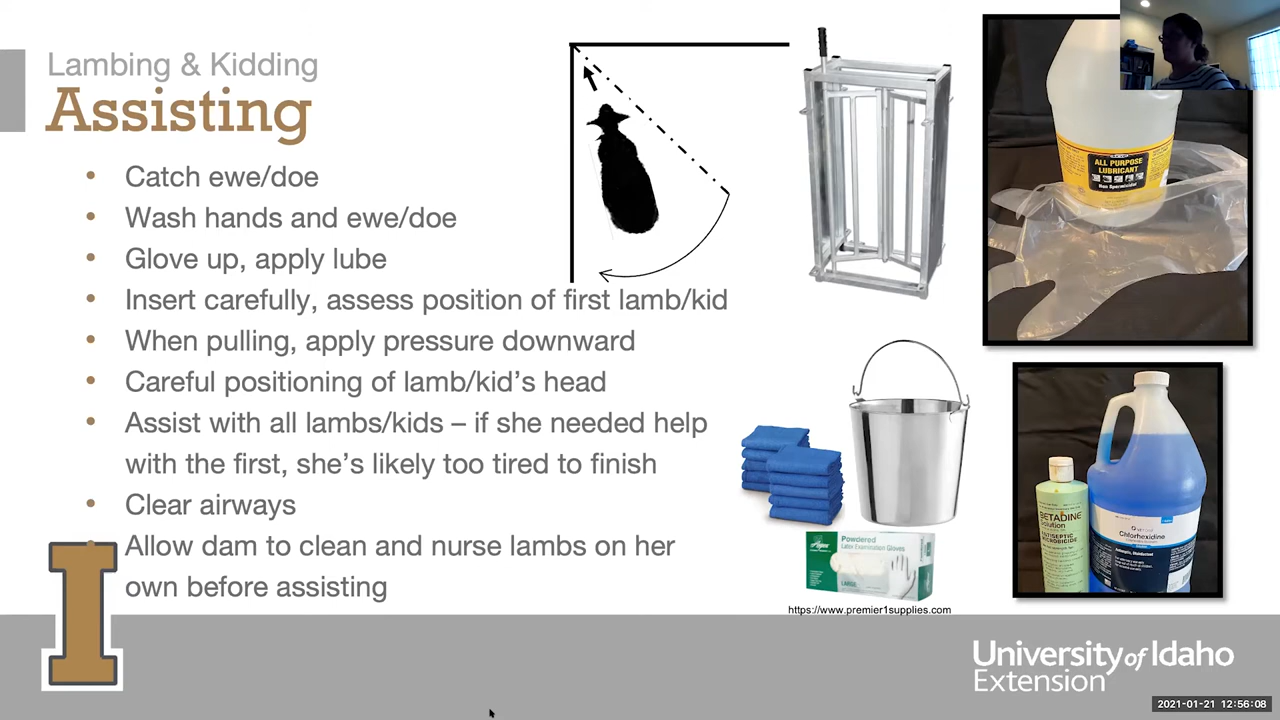 Lambing & Kidding
Assisting
• Catch ewe/doe
• Wash hands and ewe/doe
• Glove up, apply lube
• Insert carefully, assess position of first lamb/kid
• When pulling, apply pressure downward
• Careful positioning of lamb/kid's head
• Assist with all lambs/kids – if she needed help
with the first, she's likely too tired to finish
• Clear airways
• Allow dam to clean and nurse lambs on her
own before assisting
ALL PURPOSE
LUBRICANT
Non Spermicidal
BETADINE
Solution
ANTISEPTIC
Chlorhexidine
Powdered
Latex Examination Gloves
LARGE
https://www.premier1supplies.com
I
University of Idaho
Extension
2021-01-21 12:56:08